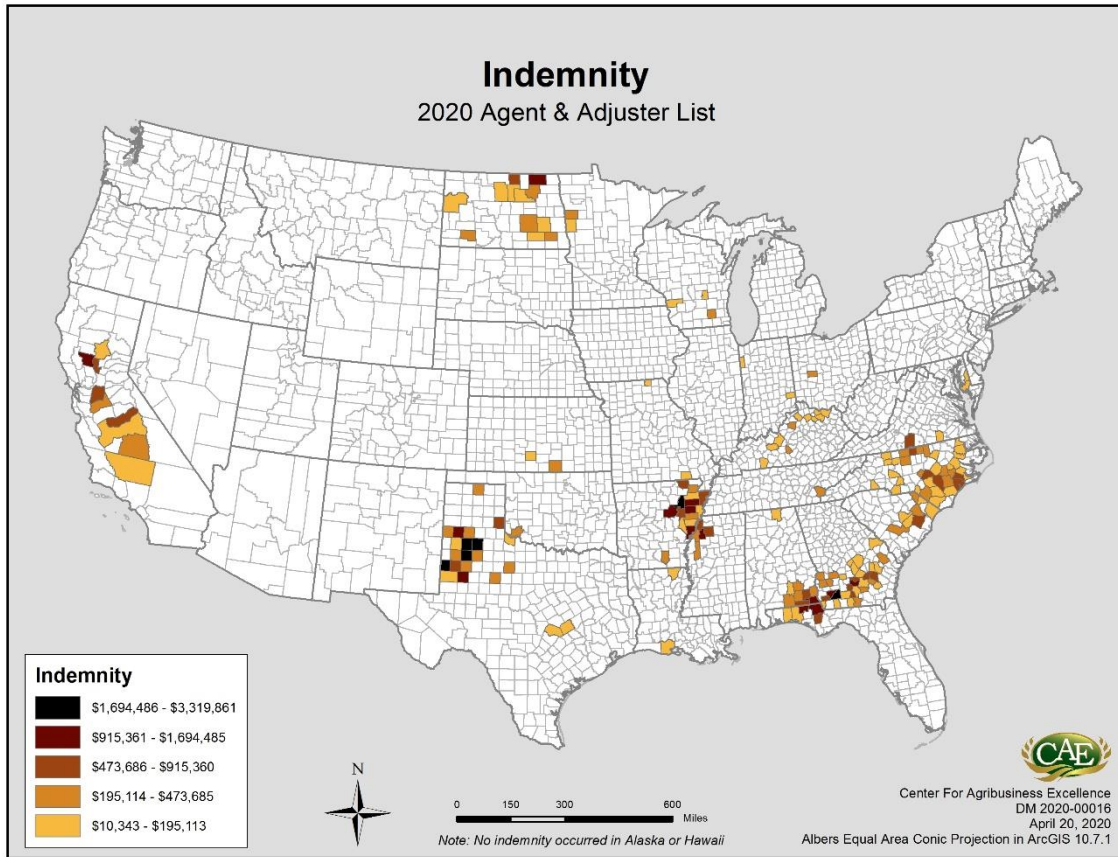 Indemnity
2020 Agent & Adjuster List
Indemnity
$1,694,486 - $3,319,861
$915,361 - $1,694,485
$473,686 - $915,360
$195,114 - $473,685
$10,343 - $195,113
N
0 150 300 600
Miles
Note: No indemnity occurred in Alaska or Hawaii
CAE
Center For Agribusiness Excellence
DM 2020-00016
April 20, 2020
Albers Equal Area Conic Projection in ArcGIS 10.7.1